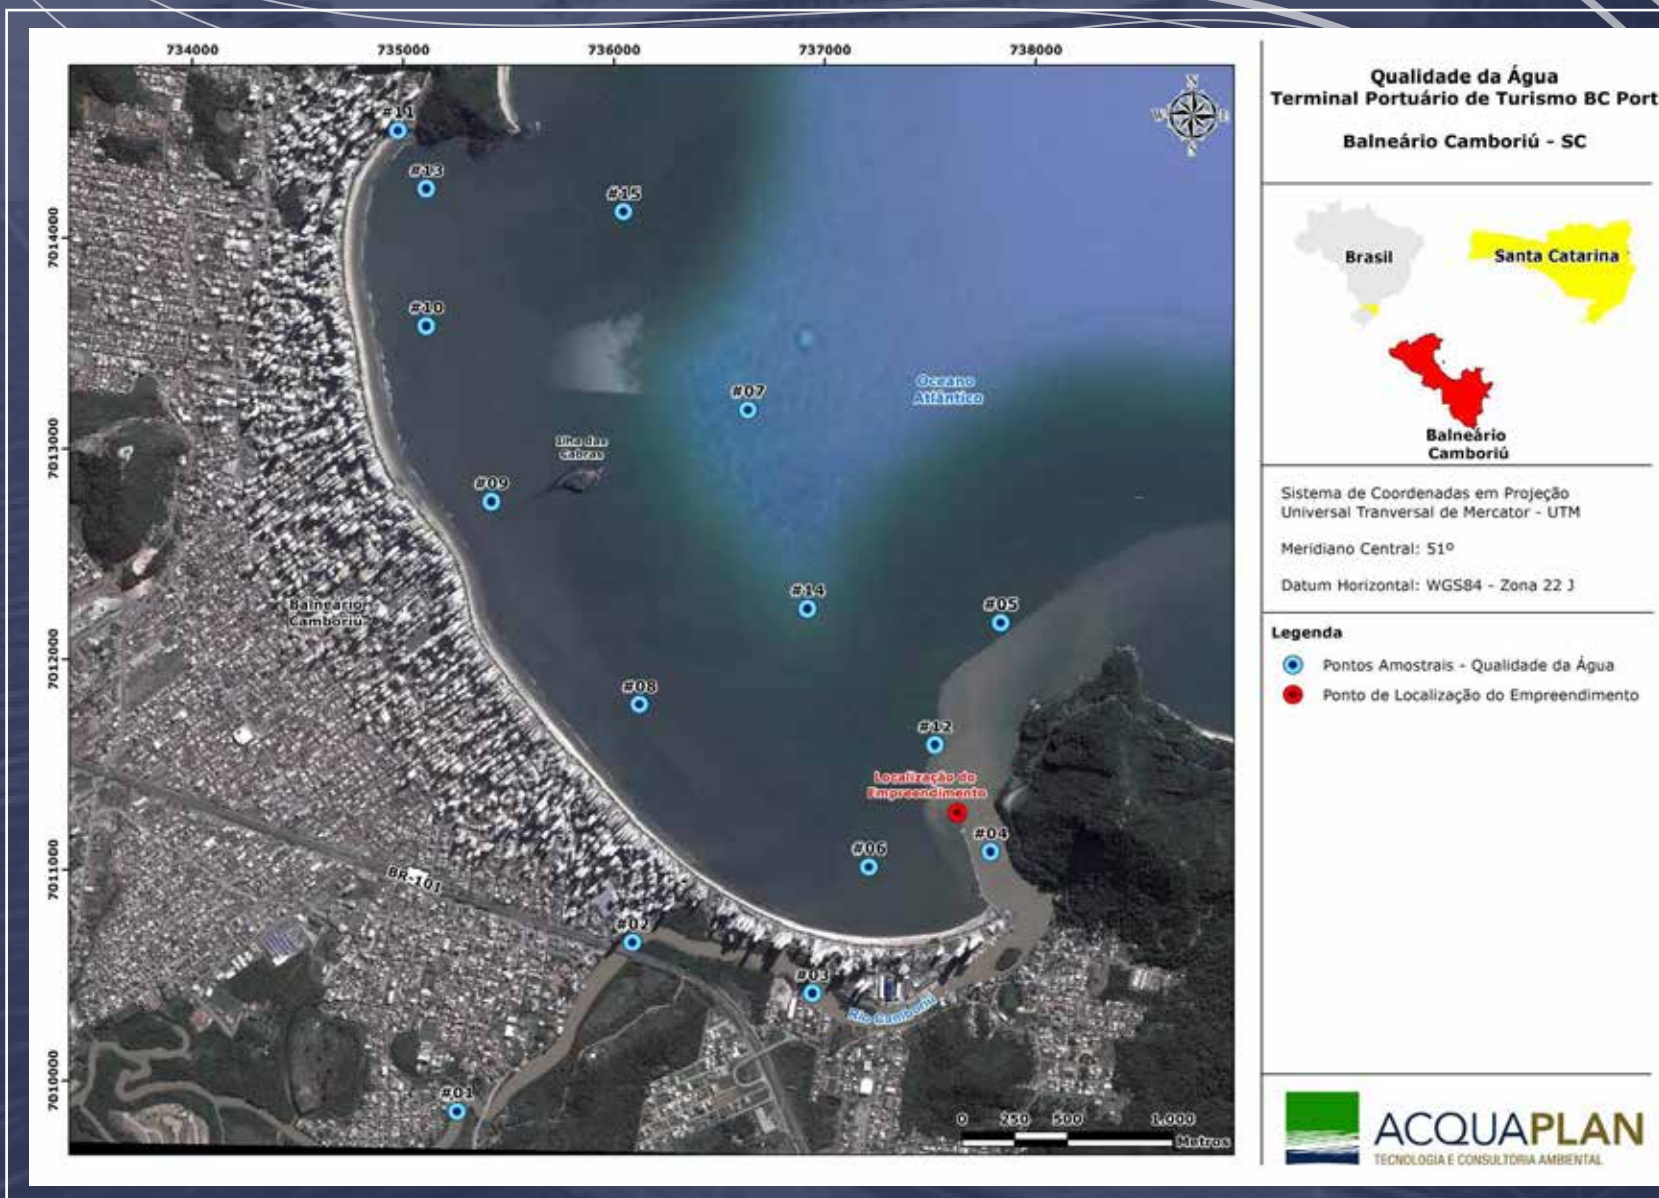 734000
735000
736000
737000
738000
7014000
7013000
7012000
7011000
7010000
N
W
E
#11
#13
#15
#10
#07
Oceano
Atlântico
Ilha das
Cabras
#09
#14
#05
Balneário
Camboriú
#08
#12
Localização do
Empreendimento
#04
#06
BR-101
#02
#03
Rio Camboriú
#01
0 250 500 1.000
Metros
Qualidade da Água
Terminal Portuário de Turismo BC Port
Balneário Camboriú - SC
Brasil
Santa Catarina
Balneário
Camboriú
Sistema de Coordenadas em Projeção
Universal Tranversal de Mercator - UTM
Meridiano Central: 51º
Datum Horizontal: WGS84 - Zona 22 J
Legenda
Pontos Amostrais - Qualidade da Água
Ponto de Localização do Empreendimento
ACQUAPLAN
TECNOLOGIA E CONSULTORIA AMBIENTAL